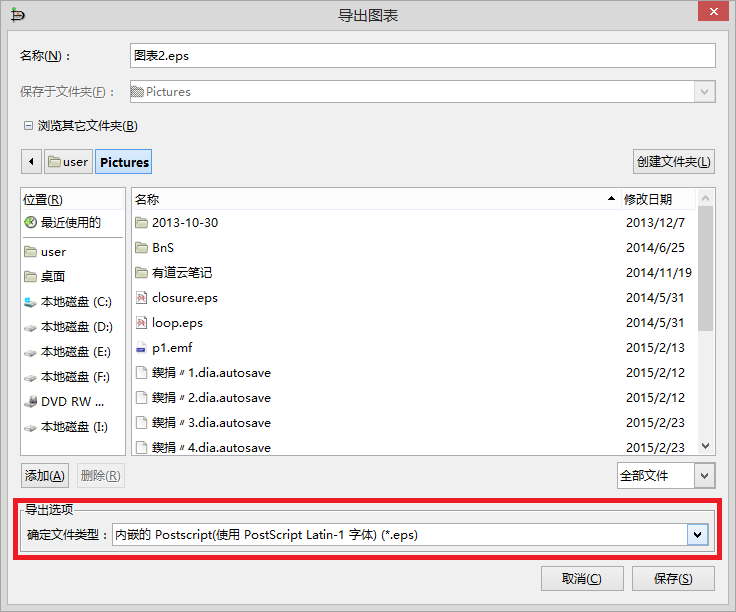 导出图表
名称(N)：
图表2.eps
保存于文件夹(F)：
Pictures
浏览其它文件夹(B)
user
Pictures
创建文件夹(L)
位置(R)
最近使用的
user
桌面
本地磁盘 (C:)
本地磁盘 (D:)
本地磁盘 (E:)
本地磁盘 (F:)
DVD RW ...
本地磁盘 (I:)
名称 修改日期
2013-10-30 2013/12/7
BnS 2014/6/25
有道云笔记 2014/11/19
closure.eps 2014/5/31
loop.eps 2014/5/31
p1.emf 2015/2/13
鍥捐〃1.dia.autosave 2015/2/12
鍥捐〃2.dia.autosave 2015/2/12
鍥捐〃3.dia.autosave 2015/2/23
鍥捐〃4.dia.autosave 2015/2/23
添加(A)
删除(R)
全部文件
导出选项
确定文件类型：
内嵌的 Postscript(使用 PostScript Latin-1 字体) (*.eps)
取消(C)
保存(S)